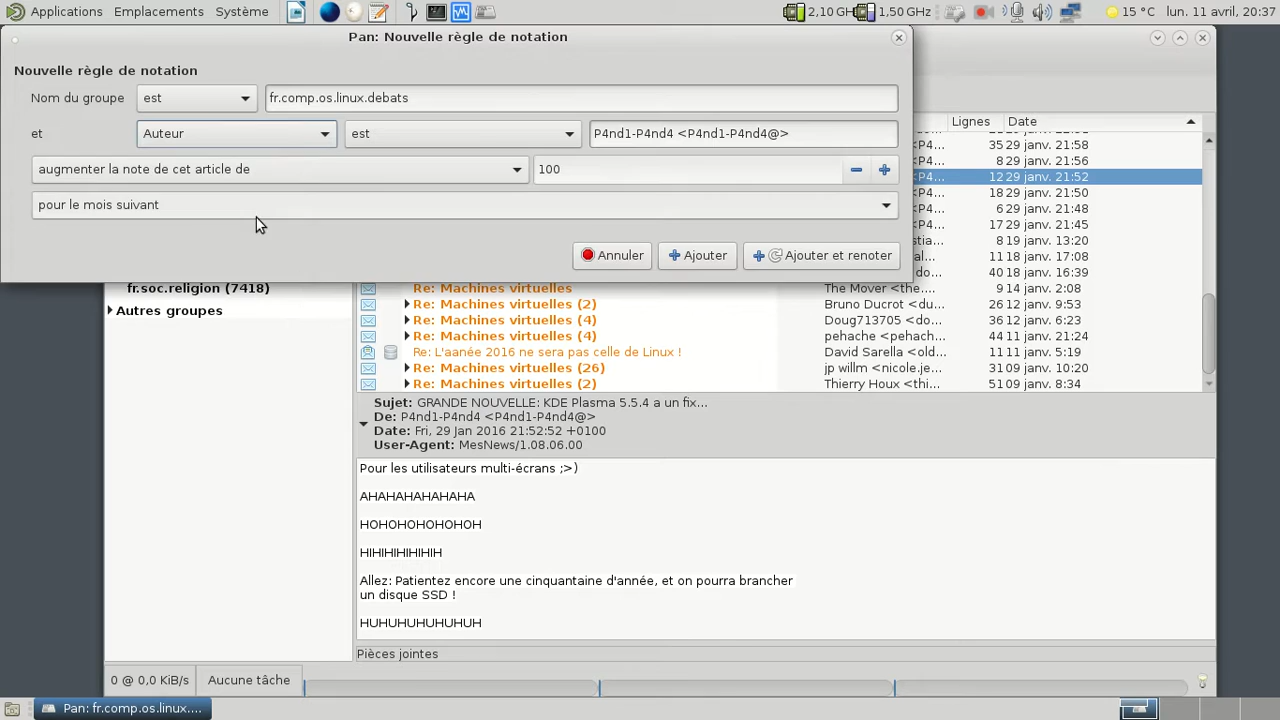 Applications Emplacements Système 2,10 GH 1,50 GHz 15 °C lun. 11 avril, 20:37
Pan: Nouvelle règle de notation
Nouvelle règle de notation
Nom du groupe est fr.comp.os.linux.debats
et Auteur est P4nd1-P4nd4 <P4nd1-P4nd4@>
augmenter la note de cet article de 100
pour le mois suivant
Annuler Ajouter Ajouter et renoter
Lignes Date
<P4... 35 29 janv. 21:58
<P4... 8 29 janv. 21:56
<P4... 12 29 janv. 21:52
<P4... 18 29 janv. 21:50
<P4... 6 29 janv. 21:48
<P4... 17 29 janv. 21:45
stia... 8 19 janv. 13:20
al... 11 18 janv. 17:08
do... 40 18 janv. 16:39
fr.soc.religion (7418)
Autres groupes
Re: Machines virtuelles The Mover <the.... 9 14 janv. 2:08
Re: Machines virtuelles (2) Bruno Ducrot <du... 26 12 janv. 9:53
Re: Machines virtuelles (4) Doug713705 <do... 36 12 janv. 6:23
Re: Machines virtuelles (4) pehache <pehach... 44 11 janv. 21:24
Re: L'aanée 2016 ne sera pas celle de Linux ! David Sarella <old... 11 11 janv. 5:19
Re: Machines virtuelles (26) jp willm <nicole.je... 31 09 janv. 10:20
Re: Machines virtuelles (2) Thierry Houx <thi... 51 09 janv. 8:34
Sujet: GRANDE NOUVELLE: KDE Plasma 5.5.4 a un fix...
De: P4nd1-P4nd4 <P4nd1-P4nd4@>
Date: Fri, 29 Jan 2016 21:52:52 +0100
User-Agent: MesNews/1.08.06.00
Pour les utilisateurs multi-écrans ;>)
AHAHAHAHAHAHA
HOHOHOHOHOHOH
HIHIHIHIHIHIH
Allez: Patientez encore une cinquantaine d'année, et on pourra brancher
un disque SSD !
HUHUHUHUHUHUH
Pièces jointes
0 @ 0,0 KiB/s Aucune tâche
Pan: fr.comp.os.linux....